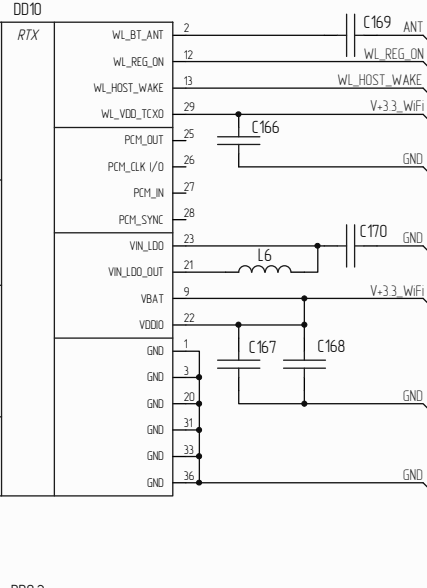 DD10
RTX
WL_BT_ANT 2 C169 ANT
WL_REG_ON 12 WL_REG_ON
WL_HOST_WAKE 13 WL_HOST_WAKE
WL_VDD_TCXO 29 V+3.3_WiFi
C166
PCM_OUT 25
PCM_CLK I/O 26 GND
PCM_IN 27
PCM_SYNC 28
VIN_LDO 23 C170 GND
VIN_LDO_OUT 21 L6
VBAT 9 V+3.3_WiFi
VDDIO 22
GND 1 C167 C168
GND 3
GND 20 GND
GND 31
GND 33
GND 36 GND